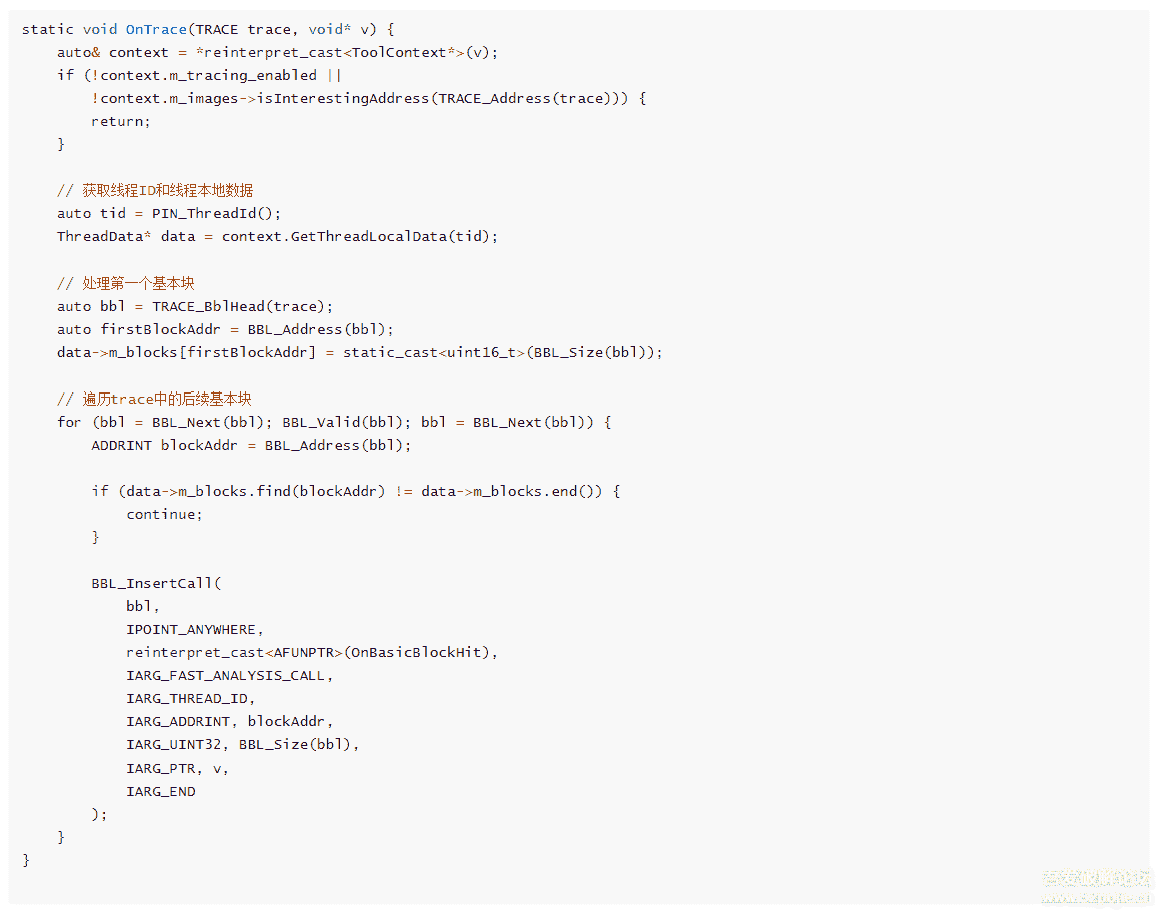 static void OnTrace(TRACE trace, void* v) {
    auto& context = *reinterpret_cast<ToolContext*>(v);
    if (!context.m_tracing_enabled ||
        !context.m_images->isInterestingAddress(TRACE_Address(trace))) {
        return;
    }
    // 获取线程ID和线程本地数据
    auto tid = PIN_ThreadId();
    ThreadData* data = context.GetThreadLocalData(tid);
    // 处理第一个基本块
    auto bbl = TRACE_BblHead(trace);
    auto firstBlockAddr = BBL_Address(bbl);
    data->m_blocks[firstBlockAddr] = static_cast<uint16_t>(BBL_Size(bbl));
    // 遍历trace中的后续基本块
    for (bbl = BBL_Next(bbl); BBL_Valid(bbl); bbl = BBL_Next(bbl)) {
        ADDRINT blockAddr = BBL_Address(bbl);
        if (data->m_blocks.find(blockAddr) != data->m_blocks.end()) {
            continue;
        }
        BBL_InsertCall(
            bbl,
            IPOINT_ANYWHERE,
            reinterpret_cast<AFUNPTR>(OnBasicBlockHit),
            IARG_FAST_ANALYSIS_CALL,
            IARG_THREAD_ID,
            IARG_ADDRINT, blockAddr,
            IARG_UINT32, BBL_Size(bbl),
            IARG_PTR, v,
            IARG_END
        );
    }
}